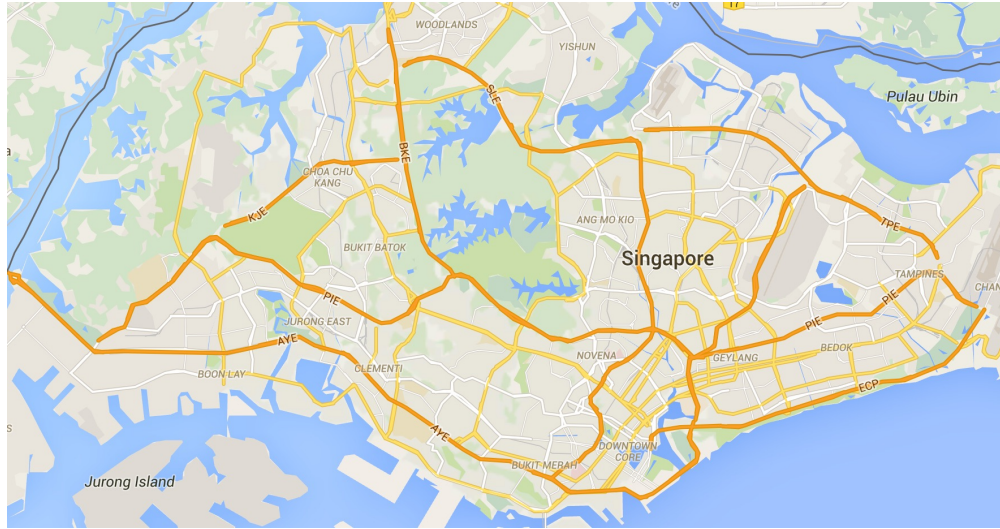 17
WOODLANDS
YISHUN
SLE
Pulau Ubin
BKE
CHOA CHU
KANG
KJE
ANG MO KIO
TPE
BUKIT BATOK
Singapore
TAMPINES
CHAN
PIE
PIE
JURONG EAST
PIE
AYE
NOVENA
GEYLANG
BEDOK
BOON LAY
CLEMENTI
ECP
AYE
DOWNTOWN
CORE
BUKIT MERAH
Jurong Island